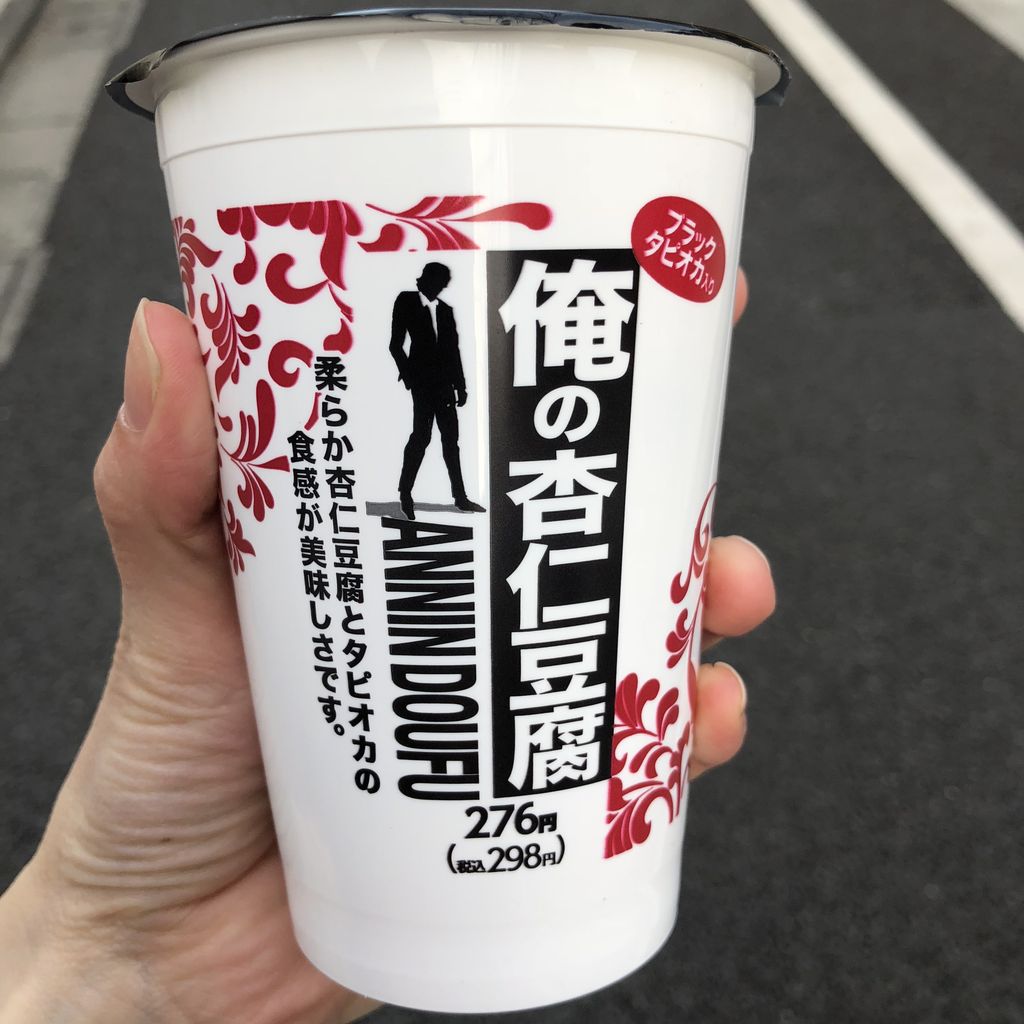 ブラック
タピオカ入り
俺の杏仁豆腐
ANNINDOUFU
柔らか杏仁豆腐とタピオカの
食感が美味しさです。
276円
(税込298円)